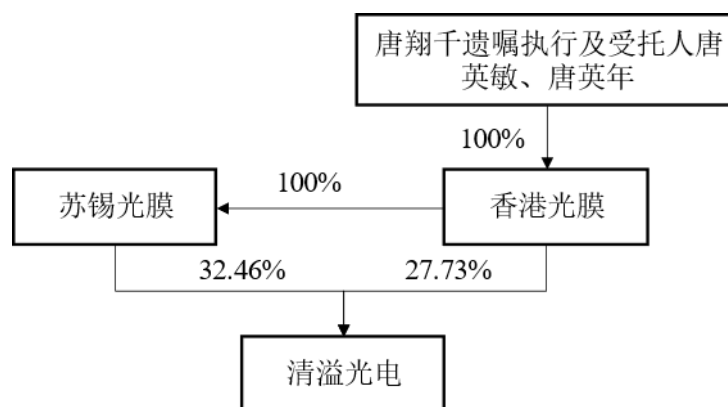 唐翔千遗嘱执行及受托人唐
英敏、唐英年
100%
100%
苏锡光膜
香港光膜
32.46%
27.73%
清溢光电